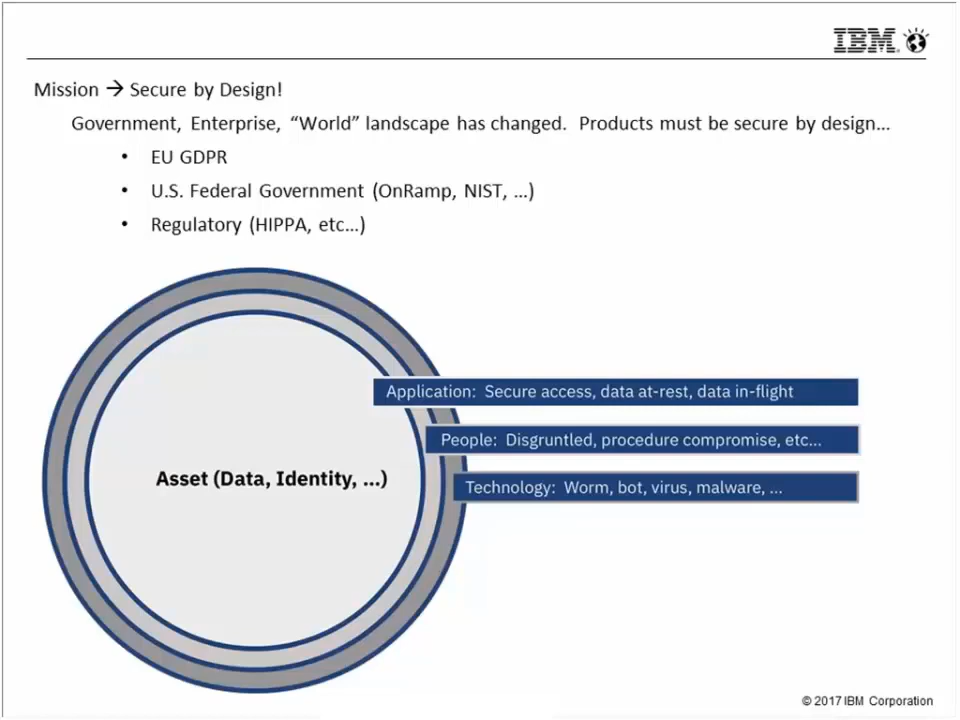 IBM
Mission → Secure by Design!
Government, Enterprise, “World” landscape has changed. Products must be secure by design...
• EU GDPR
• U.S. Federal Government (OnRamp, NIST, ...)
• Regulatory (HIPPA, etc...)
Application: Secure access, data at-rest, data in-flight
People: Disgruntled, procedure compromise, etc...
Asset (Data, Identity, ...)
Technology: Worm, bot, virus, malware, ...
© 2017 IBM Corporation